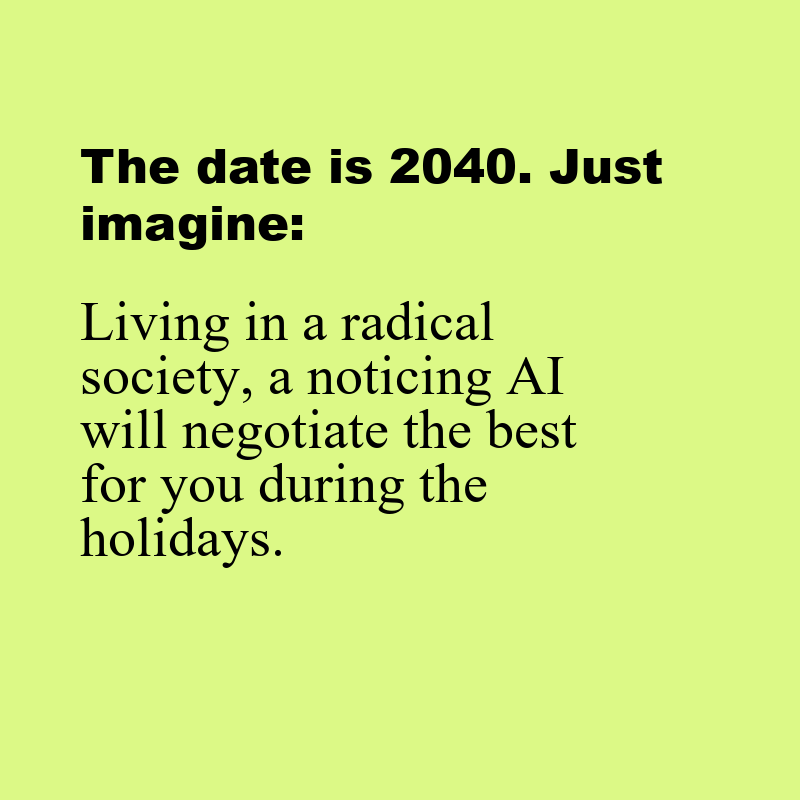 The date is 2040. Just
imagine:
Living in a radical
society, a noticing AI
will negotiate the best
for you during the
holidays.